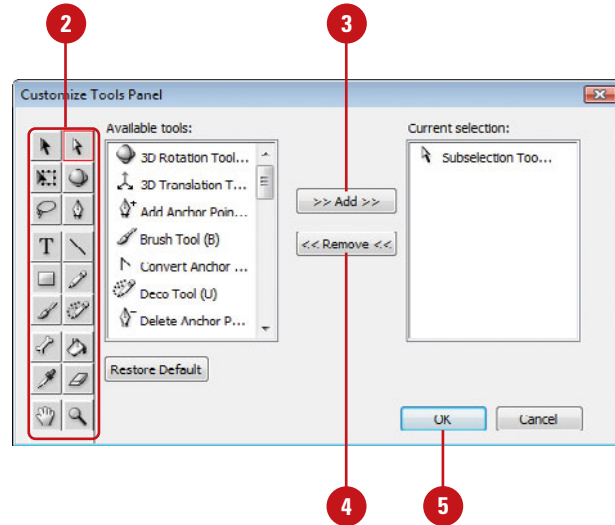 2
3
Customize Tools Panel
Available tools:
Current selection:
3D Rotation Tool...
3D Translation T...
Add Anchor Poin...
Brush Tool (B)
Convert Anchor ...
Deco Tool (U)
Delete Anchor P...
Subselection Too...
>> Add >>
<< Remove <<
T
Restore Default
OK
Cancel
4
5